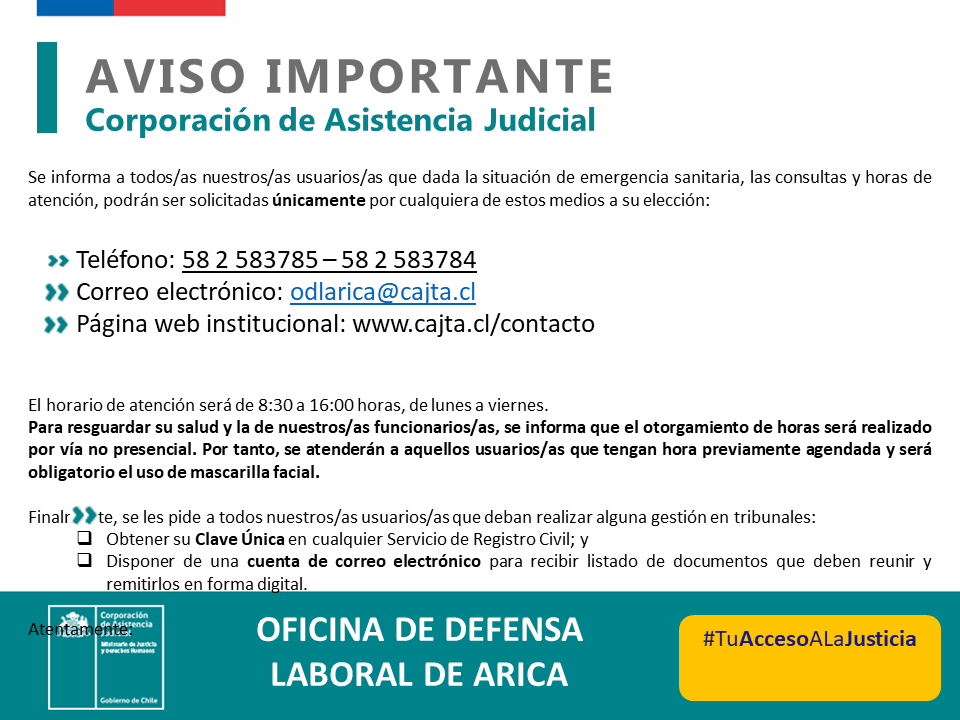 AVISO IMPORTANTE
Corporación de Asistencia Judicial
Se informa a todos/as nuestros/as usuarios/as que dada la situación de emergencia sanitaria, las consultas y horas de
atención, podrán ser solicitadas únicamente por cualquiera de estos medios a su elección:
Teléfono: 58 2 583785 – 58 2 583784
Correo electrónico: odlarica@cajta.cl
Página web institucional: www.cajta.cl/contacto
El horario de atención será de 8:30 a 16:00 horas, de lunes a viernes.
Para resguardar su salud y la de nuestros/as funcionarios/as, se informa que el otorgamiento de horas será realizado
por vía no presencial. Por tanto, se atenderán a aquellos usuarios/as que tengan hora previamente agendada y será
obligatorio el uso de mascarilla facial.
te, se les pide a todos nuestros/as usuarios/as que deban realizar alguna gestión en tribunales:
❑ Obtener su Clave Única en cualquier Servicio de Registro Civil; y
❑ Disponer de una cuenta de correo electrónico para recibir listado de documentos que deben reunir y
remitirlos en forma digital.
Atentamente.
Corporación
de Asistencia
Judicial
Ministerio de Justicia
y Derechos Humanos
Gobierno de Chile
OFICINA DE DEFENSA
LABORAL DE ARICA
#TuAccesoALaJusticia